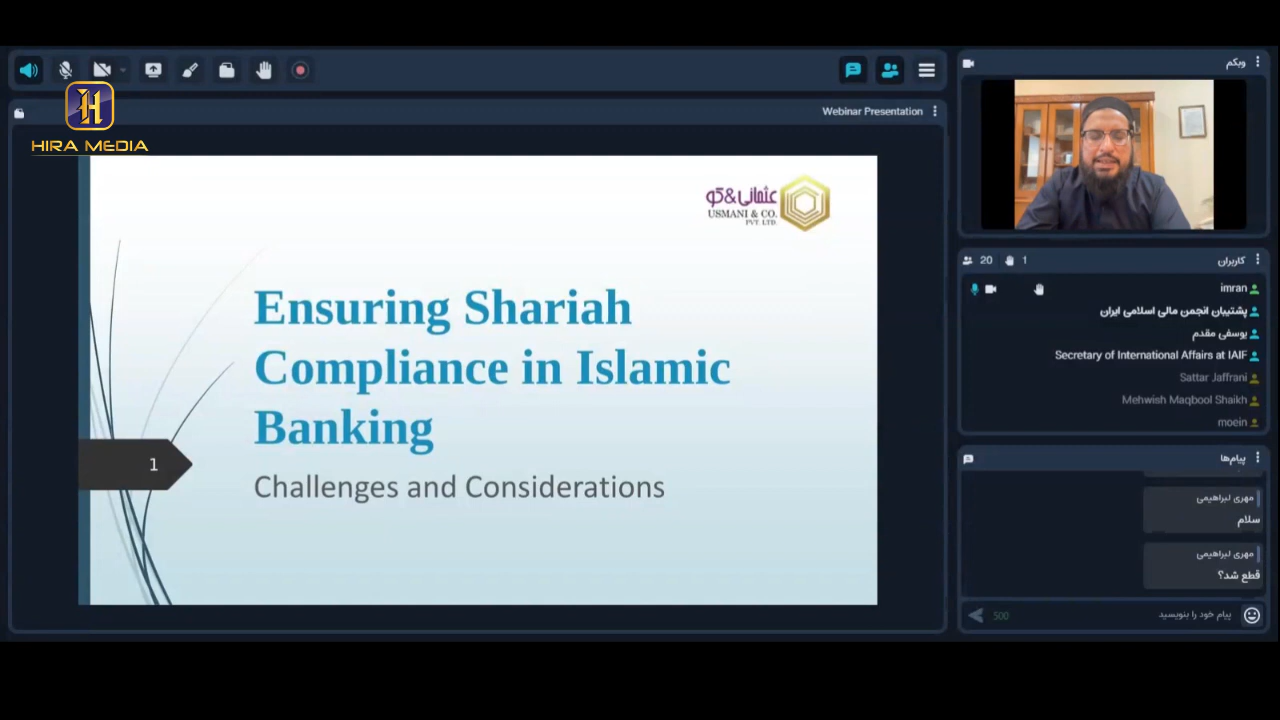 HIRA MEDIA
Webinar Presentation
عثمانی&کو
USMANI & CO.
PVT. LTD.
Ensuring Shariah
Compliance in Islamic
Banking
1
Challenges and Considerations
وبکم
کاربران
20
1
imran
پشتیبان انجمن مالی اسلامی ایران
یوسفی مقدم
Secretary of International Affairs at IAIF
Sattar Jaffrani
Mehwish Maqbool Shaikh
moein
پیام‌ها
مهری ابراهیمی
سلام
مهری ابراهیمی
قطع شد؟
پیام خود را بنویسید
500